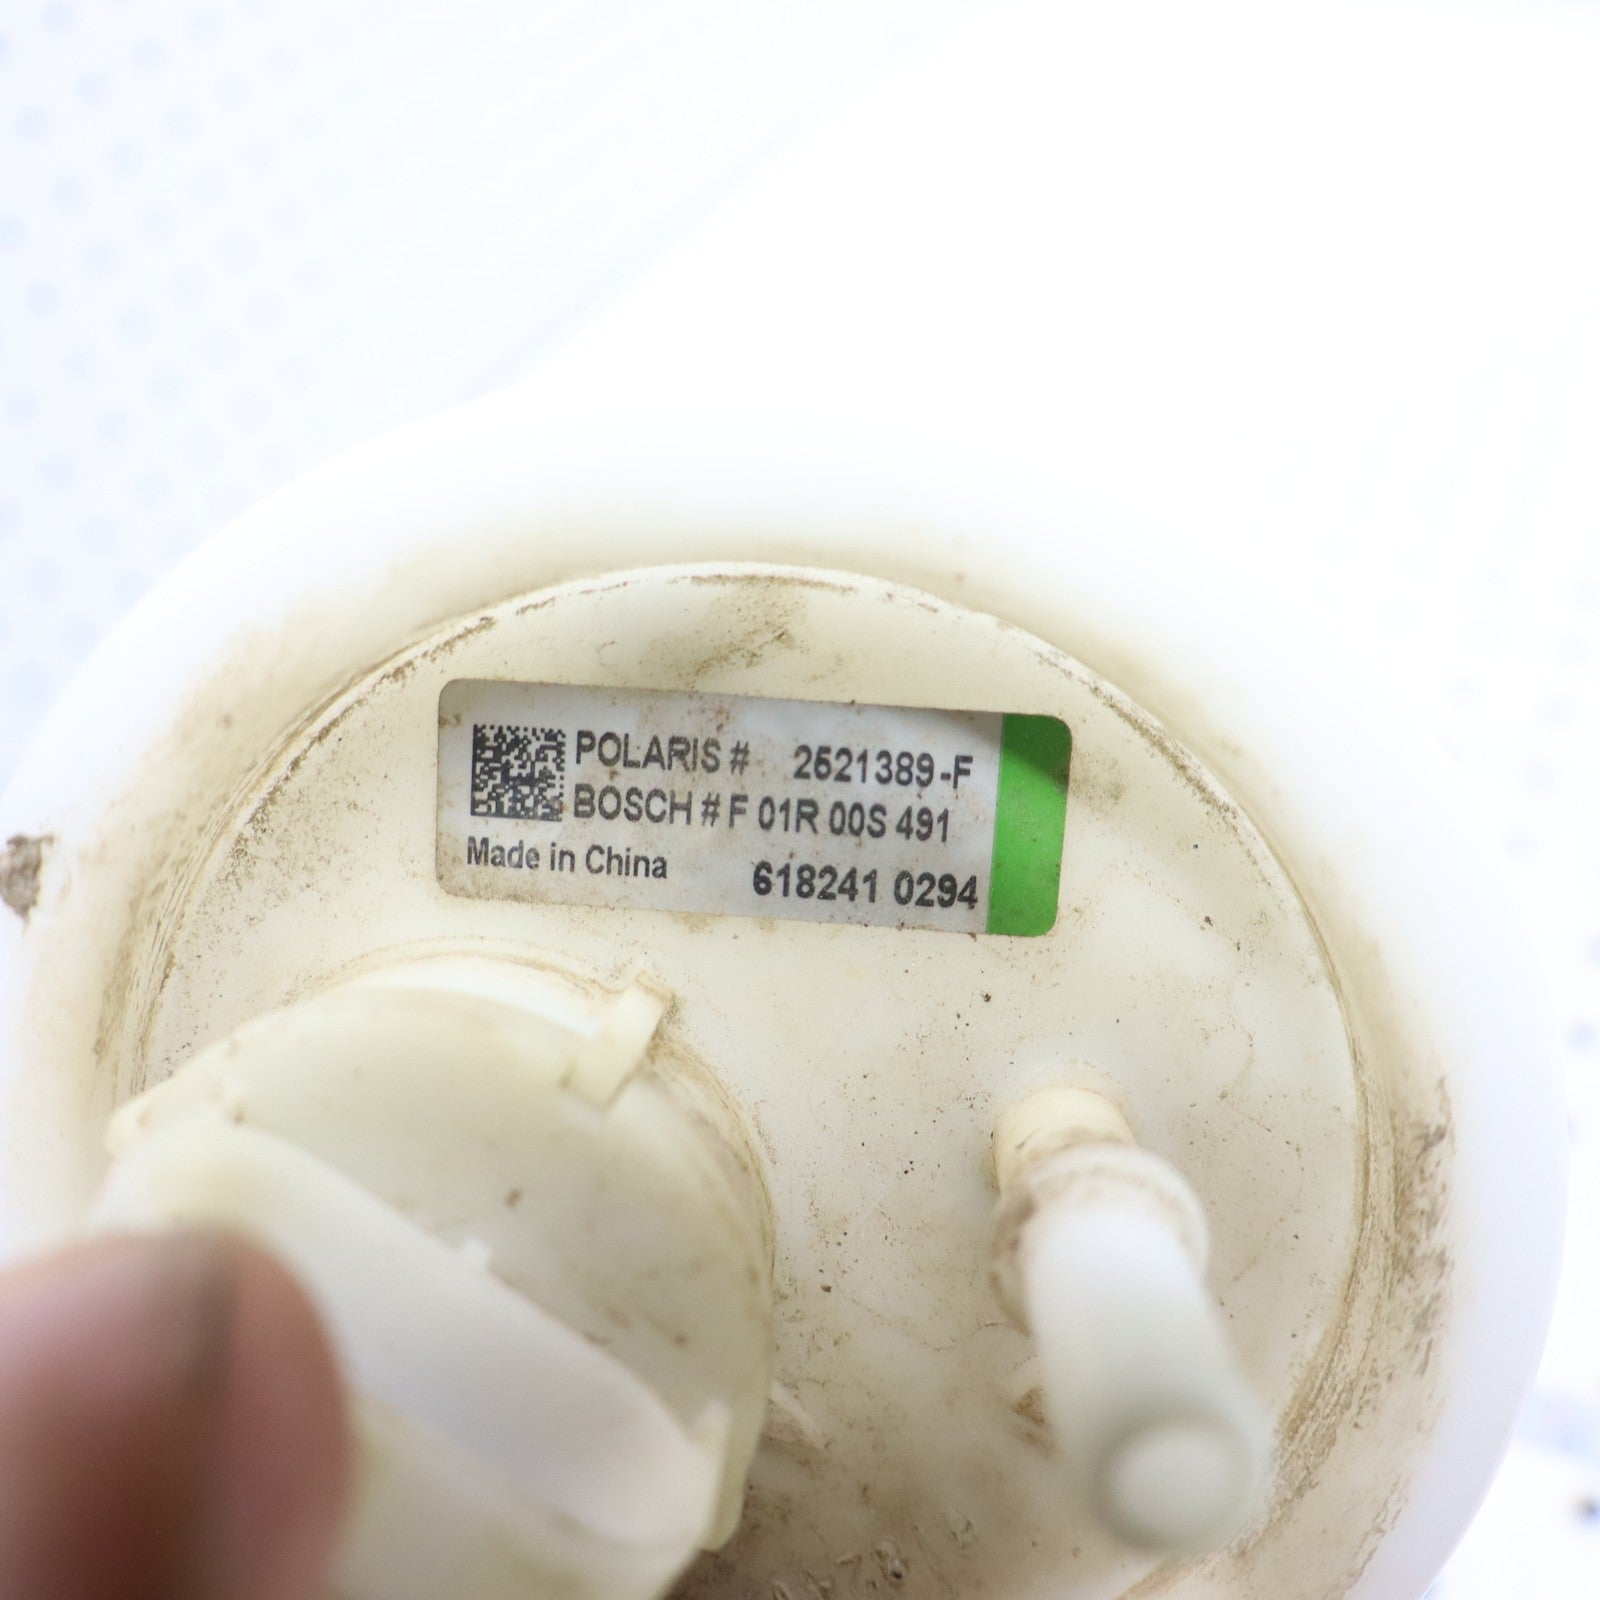 POLARIS # 2521389-F
BOSCH # F 01R 00S 491
Made in China 618241 0294